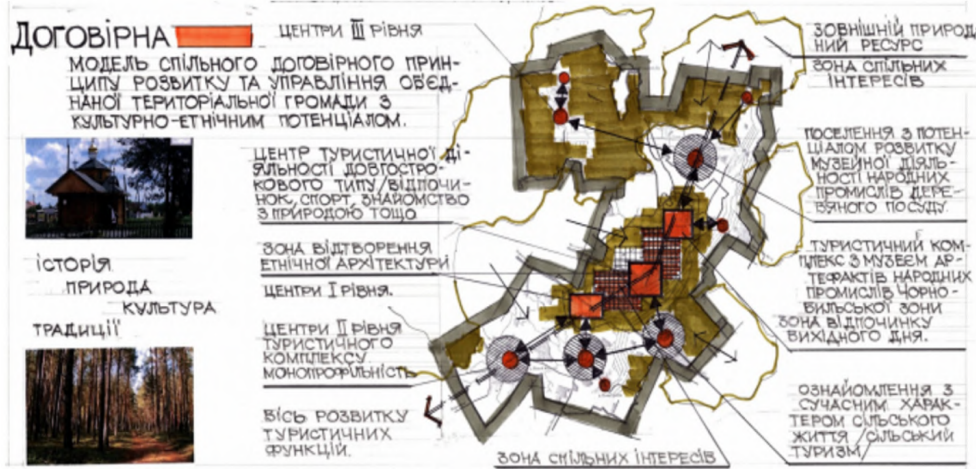 ДОГОВІРНА
МОДЕЛЬ СПІЛЬНОГО ДОГОВІРНОГО ПРИН-
ЦИПУ РОЗВИТКУ ТА УПРАВЛІННЯ ОБ'ЄД-
НАНОЇ ТЕРИТОРІАЛЬНОЇ ГРОМАДИ З
КУЛЬТУРНО-ЕТНІЧНИМ ПОТЕНЦІАЛОМ.
ІСТОРІЯ
ПРИРОДА
КУЛЬТУРА
ТРАДИЦІЇ
ЦЕНТРИ III РІВНЯ
ЦЕНТР ТУРИСТИЧНОЇ ДІ-
ЯЛЬНОСТІ ДОВГОСТРО-
КОВОГО ТИПУ/ВІДПОЧИ-
НОК, СПОРТ, ЗНАЙОМСТВО
З ПРИРОДОЮ ТОЩО
ЗОНА ВІДТВОРЕННЯ
ЕТНІЧНОЇ АРХІТЕКТУРИ
ЦЕНТРИ І РІВНЯ.
ЦЕНТРИ II РІВНЯ
ТУРИСТИЧНОГО
КОМПЛЕКСУ
МОНОПРОФІЛЬНІСТЬ
ВІСЬ РОЗВИТКУ
ТУРИСТИЧНИХ
ФУНКЦІЙ.
ЗОНА СПІЛЬНИХ ІНТЕРЕСІВ
ЗОВНІШНІЙ ПРИРОД
НИЙ РЕСУРС
ЗОНА СПІЛЬНИХ
ІНТЕРЕСІВ
ПОСЕЛЕННЯ З ПОТЕН-
ЦІАЛОМ РОЗВИТКУ
МУЗЕЙНОЇ ДІЯЛЬ-
НОСТІ НАРОДНИХ
ПРОМИСЛІВ ДЕРЕ-
В'ЯНОГО ПОСУДУ.
ТУРИСТИЧНИЙ КОМ-
ПЛЕКС З МУЗЕЄМ АР-
ТЕФАКТІВ НАРОДНИХ
ПРОМИСЛІВ ЧОРНО-
БИЛЬСЬКОЇ ЗОНИ
ЗОНА ВІДПОЧИНКУ
ВИХІДНОГО ДНЯ.
ОЗНАЙОМЛЕННЯ З
СУЧАСНИМ ХАРАК-
ТЕРОМ СІЛЬСЬКОГО
ЖИТТЯ/СІЛЬСЬКИЙ
ТУРИЗМ/